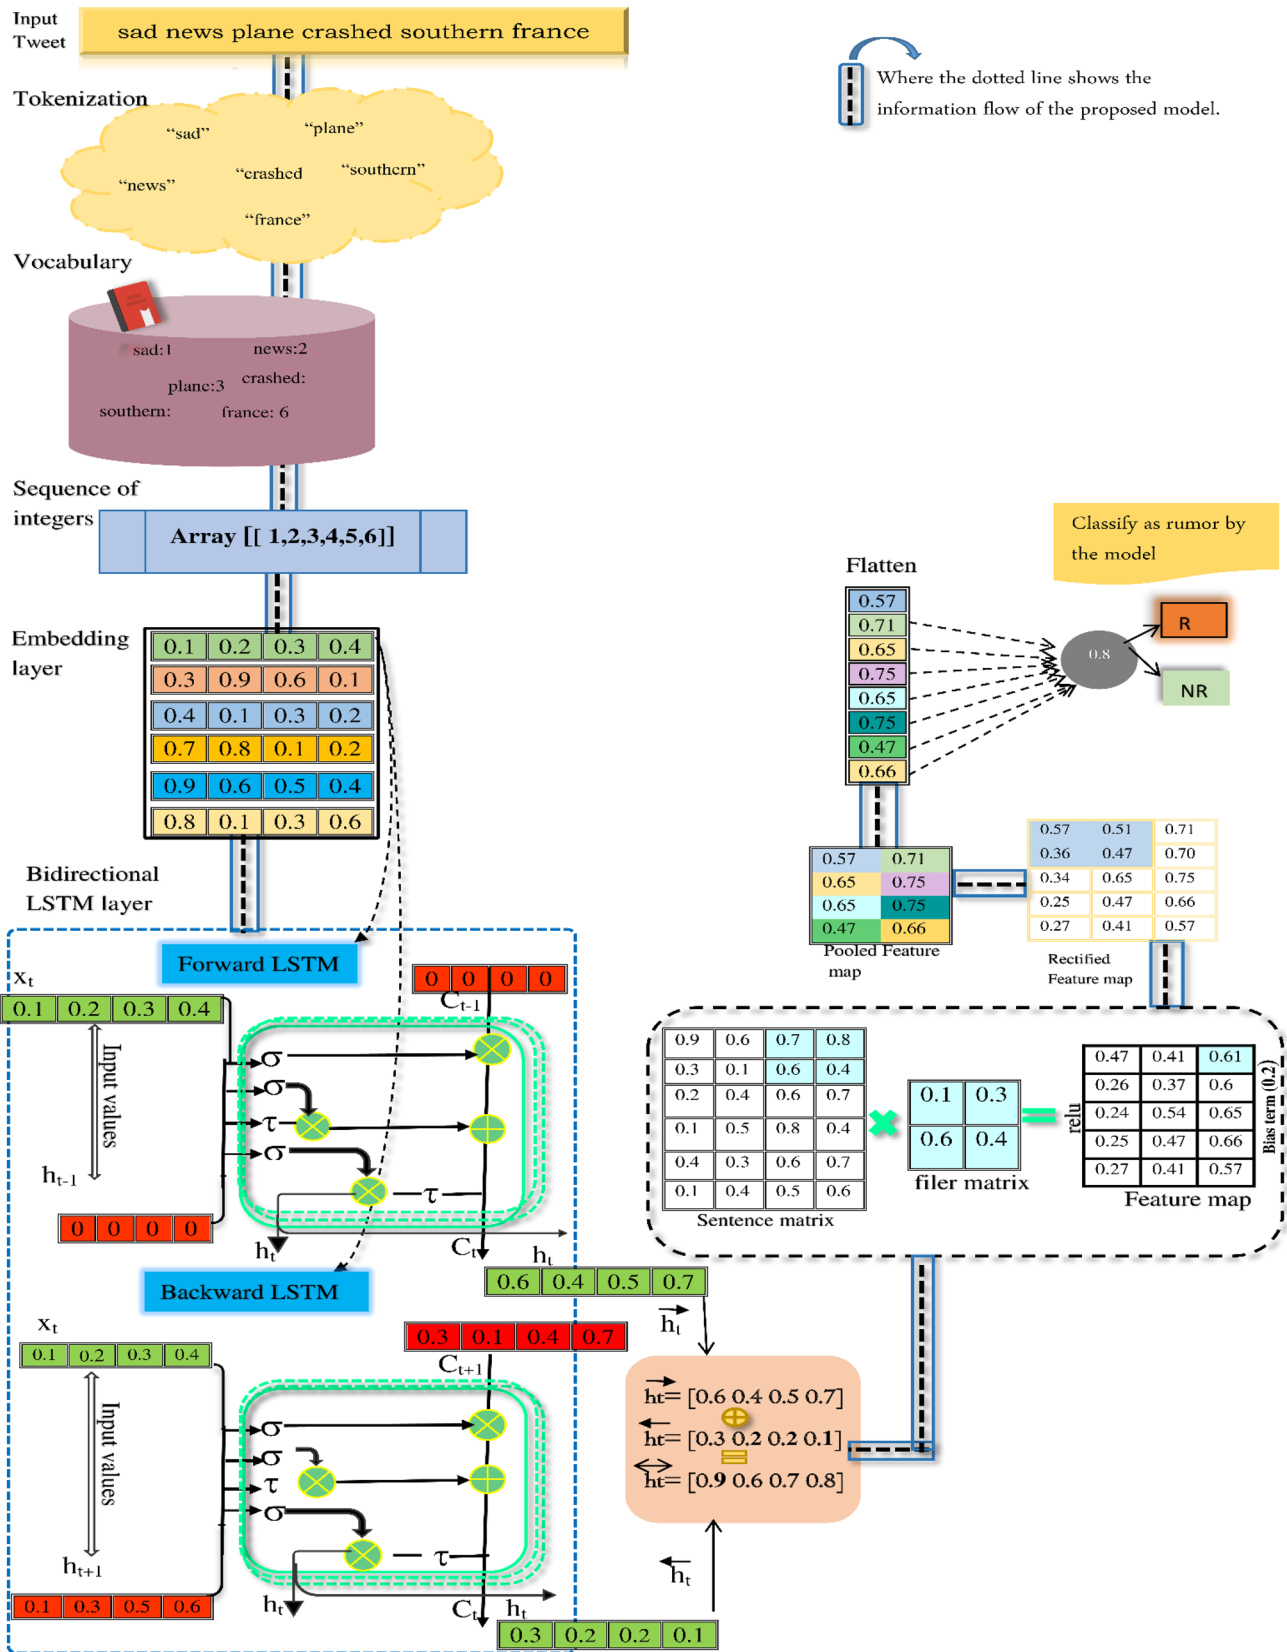 Input
Tweet
sad news plane crashed southern france
Where the dotted line shows the
information flow of the proposed model.
Tokenization
“sad”
“plane”
“news”
“crashed
“southern”
“france”
Vocabulary
sad:1
news:2
plane:3
crashed:
southern:
france: 6
Sequence of
integers
Array [[ 1,2,3,4,5,6]]
Embedding
layer
0.1 0.2 0.3 0.4
0.3 0.9 0.6 0.1
0.4 0.1 0.3 0.2
0.7 0.8 0.1 0.2
0.9 0.6 0.5 0.4
0.8 0.1 0.3 0.6
Bidirectional
LSTM layer
Forward LSTM
xt
0.1 0.2 0.3 0.4
0 0 0 0
Ct-1
Input values
σ
σ
τ
σ
τ
ht-1
0 0 0 0
ht
Ct
ht
0.6 0.4 0.5 0.7
ht
Backward LSTM
xt
0.1 0.2 0.3 0.4
0.3 0.1 0.4 0.7
Ct+1
Input values
σ
σ
τ
σ
τ
ht+1
0.1 0.3 0.5 0.6
ht
Ct
ht
0.3 0.2 0.2 0.1
ht
ht= [0.6 0.4 0.5 0.7]
ht= [0.3 0.2 0.2 0.1]
ht= [0.9 0.6 0.7 0.8]
0.9 0.6 0.7 0.8
0.3 0.1 0.6 0.4
0.2 0.4 0.6 0.7
0.1 0.5 0.8 0.4
0.4 0.3 0.6 0.7
0.1 0.4 0.5 0.6
Sentence matrix
0.1 0.3
0.6 0.4
filer matrix
relu
0.47 0.41 0.61
0.26 0.37 0.6
0.24 0.54 0.65
0.25 0.47 0.66
0.27 0.41 0.57
Feature map
Bias term (0.2)
0.57 0.51 0.71
0.36 0.47 0.70
0.34 0.65 0.75
0.25 0.47 0.66
0.27 0.41 0.57
Rectified
Feature map
0.57 0.71
0.65 0.75
0.65 0.75
0.47 0.66
Pooled Feature
map
Flatten
0.57
0.71
0.65
0.75
0.65
0.75
0.47
0.66
0.8
Classify as rumor by
the model
R
NR